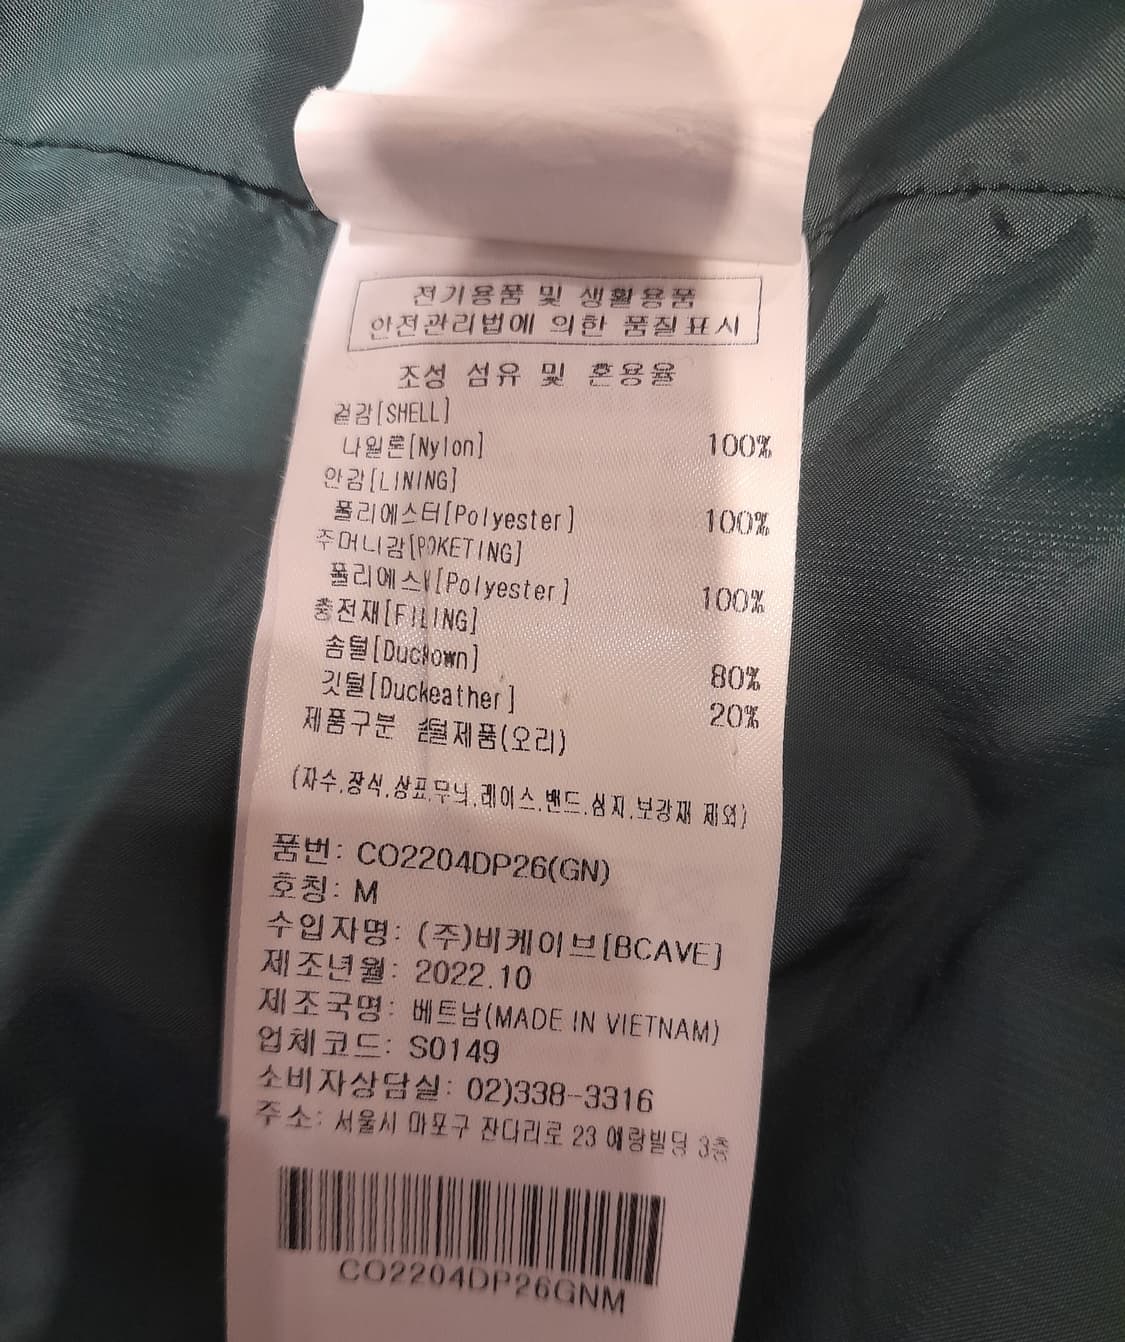 전기용품 및 생활용품
안전관리법에 의한 품질표시
조성 섬유 및 혼용율
겉감[SHELL]
나일론[Nylon] 100%
안감[LINING]
폴리에스터[Polyester] 100%
주머니감[POKETING]
폴리에스터[Polyester] 100%
충전재[FILING]
솜털[Duckown] 80%
깃털[Duckeather] 20%
제품구분 솜털제품(오리)
(자수,장식,상표,무늬,레이스,밴드,심지,보강재 제외)
품번: CO2204DP26(GN)
호칭: M
수입자명: (주)비케이브[BCAVE]
제조년월: 2022.10
제조국명: 베트남(MADE IN VIETNAM)
업체코드: S0149
소비자상담실: 02)338-3316
주소: 서울시 마포구 잔다리로 23 애랑빌딩 3층
CO2204DP26GNM